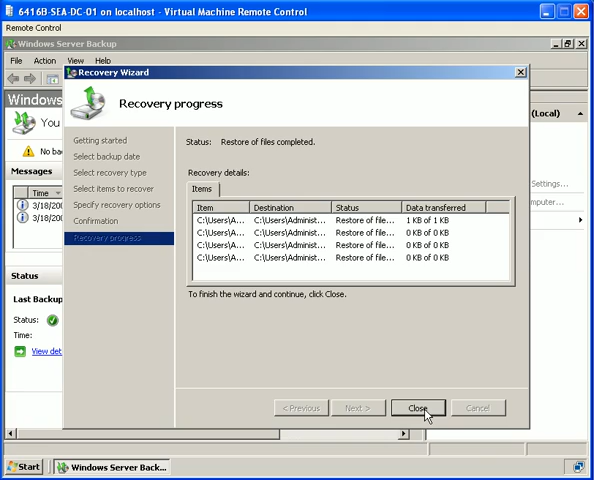 6416B-SEA-DC-01 on localhost - Virtual Machine Remote Control
Remote Control
Windows Server Backup
File Action View Help
Recovery Wizard
Windows
(Local)
Recovery progress
You
No ba
Getting started
Select backup date
Select recovery type
Select items to recover
Specify recovery options
Confirmation
Recovery progress
Status: Restore of files completed.
Recovery details:
Items
Item Destination Status Data transferred
C:\Users\A... C:\Users\Administ... Restore of file... 1 KB of 1 KB
C:\Users\A... C:\Users\Administ... Restore of file... 0 KB of 0 KB
C:\Users\A... C:\Users\Administ... Restore of file... 0 KB of 0 KB
C:\Users\A... C:\Users\Administ... Restore of file... 0 KB of 0 KB
To finish the wizard and continue, click Close.
Messages
Time
3/18/200
3/18/200
Settings...
mputer...
Status
Last Backup
Status:
Time:
View det
< Previous Next > Close Cancel
Start Windows Server Back...